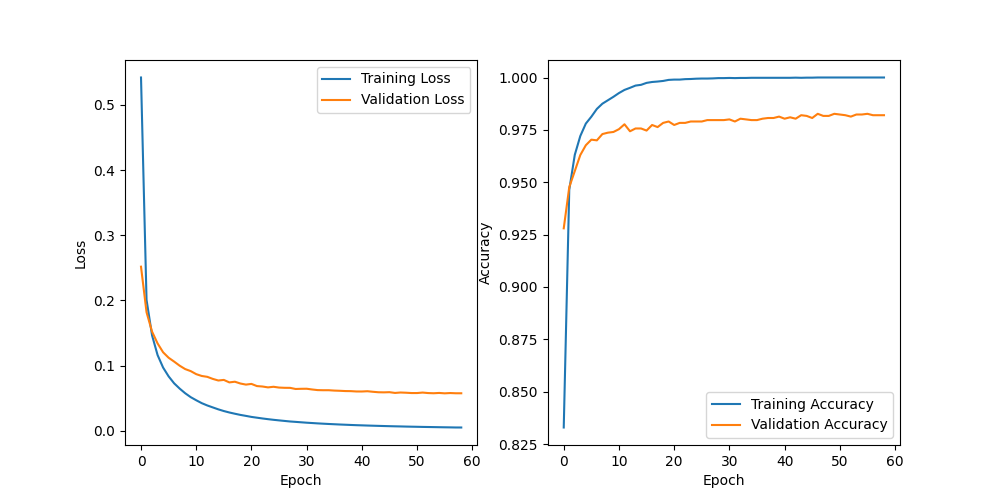 Training Loss
Validation Loss
0.5
0.4
0.3
0.2
0.1
0.0
Loss
0 10 20 30 40 50 60
Epoch
1.000
0.975
0.950
0.925
0.900
0.875
0.850
0.825
Accuracy
Training Accuracy
Validation Accuracy
0 10 20 30 40 50 60
Epoch